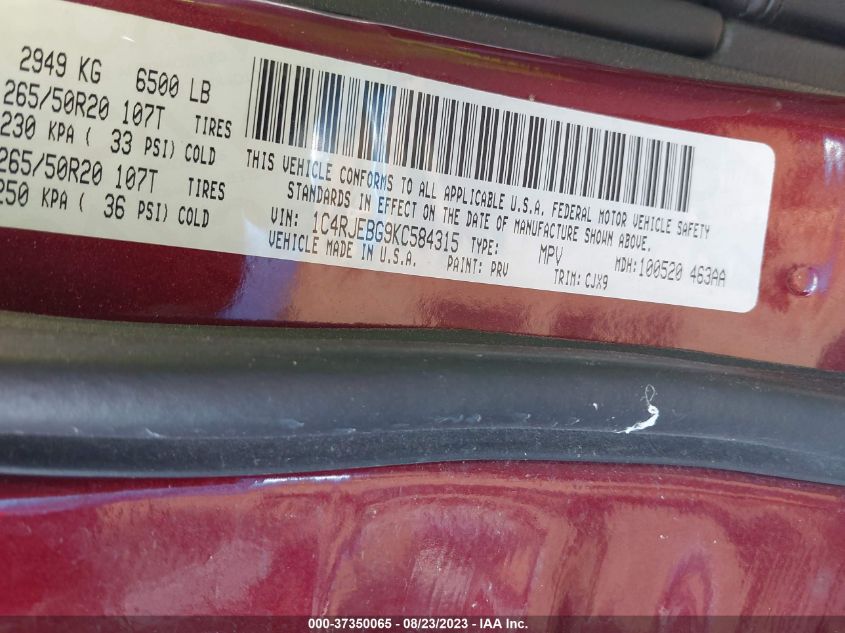 2949 KG 6500 LB
265/50R20 107T TIRES
230 KPA ( 33 PSI) COLD
265/50R20 107T TIRES
250 KPA ( 36 PSI) COLD
THIS VEHICLE CONFORMS TO ALL APPLICABLE U.S.A. FEDERAL MOTOR VEHICLE SAFETY
STANDARDS IN EFFECT ON THE DATE OF MANUFACTURE SHOWN ABOVE.
VIN: 1C4RJEBG9KC584315 TYPE: MPV MDH:100520 463AA
VEHICLE MADE IN U.S.A. PAINT: PRV TRIM: CJX9
000-37350065 - 08/23/2023 - IAA Inc.